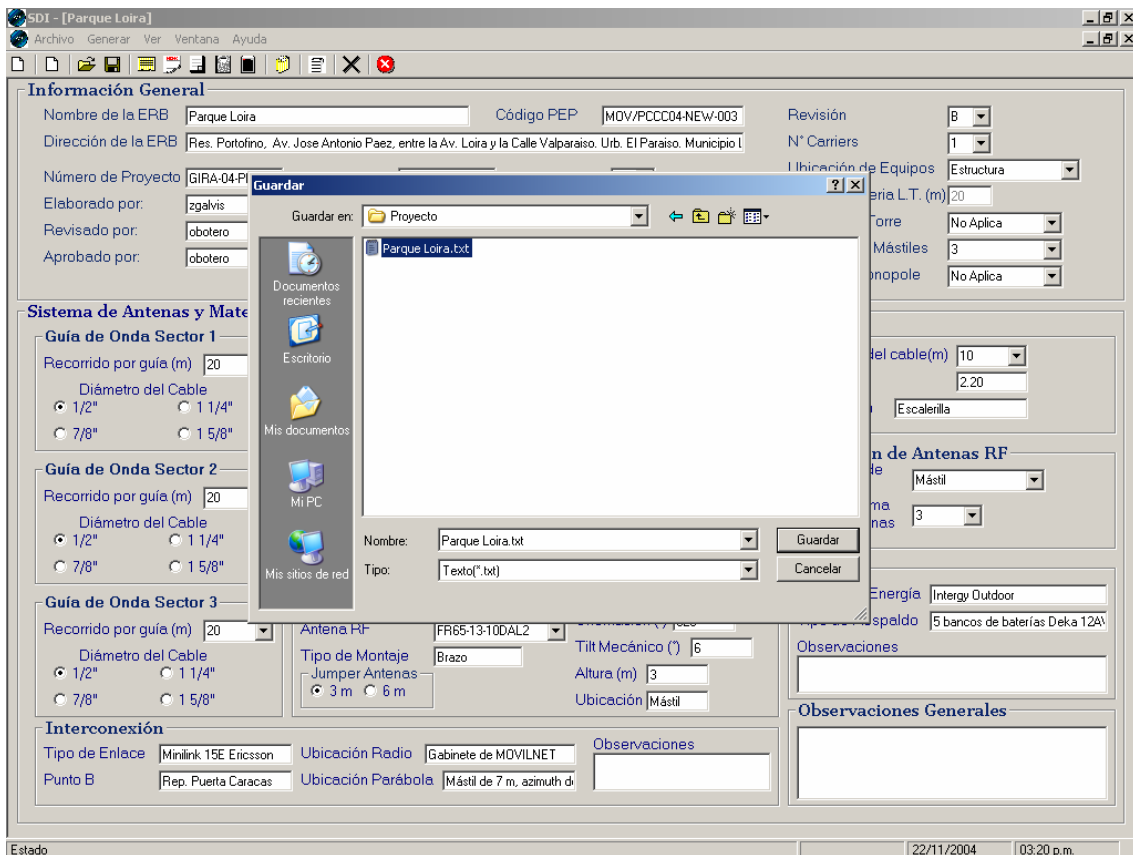 SDI - [Parque Loira]
Archivo Generar Ver Ventana Ayuda
Información General
Nombre de la ERB Parque Loira Código PEP MOV/PCCC04-NEW-003 Revisión B
Dirección de la ERB Res. Portofino, Av. Jose Antonio Paez, entre la Av. Loira y la Calle Valparaiso. Urb. El Paraiso. Municipio N° Carriers 1
Número de Proyecto GIRA-04- Ubicación de Equipos Estructura
Elaborado por: zgalvis eria L.T. (m) 20
Revisado por: obotero Torre No Aplica
Aprobado por: obotero Mástiles 3
nopole No Aplica
Guardar
Guardar en: Proyecto
Parque Loira.txt
Documentos recientes
Escritorio
Mis documentos
Mi PC
Mis sitios de red
Nombre: Parque Loira.txt Guardar
Tipo: Texto(*.txt) Cancelar
Sistema de Antenas y Mate
Guía de Onda Sector 1
Recorrido por guía (m) 20
Diámetro del Cable
1/2" 1 1/4"
7/8" 1 5/8"
Guía de Onda Sector 2
Recorrido por guía (m) 20
Diámetro del Cable
1/2" 1 1/4"
7/8" 1 5/8"
Guía de Onda Sector 3
Recorrido por guía (m) 20
Diámetro del Cable
1/2" 1 1/4"
7/8" 1 5/8"
Antena RF FR65-13-10DAL2
Tipo de Montaje Brazo
Jumper Antenas
3 m 6 m
Tilt Mecánico (°) 6
Altura (m) 3
Ubicación Mástil
del cable(m) 10
2.20
Escalerilla
n de Antenas RF
Mástil
3
Energía Intergy Outdoor
5 bancos de baterías Deka 12A
Observaciones
Observaciones Generales
Interconexión
Tipo de Enlace Minilink 15E Ericsson Ubicación Radio Gabinete de MOVILNET Observaciones
Punto B Rep. Puerta Caracas Ubicación Parábola Mástil de 7 m, azimuth
Estado 22/11/2004 03:20 p.m.